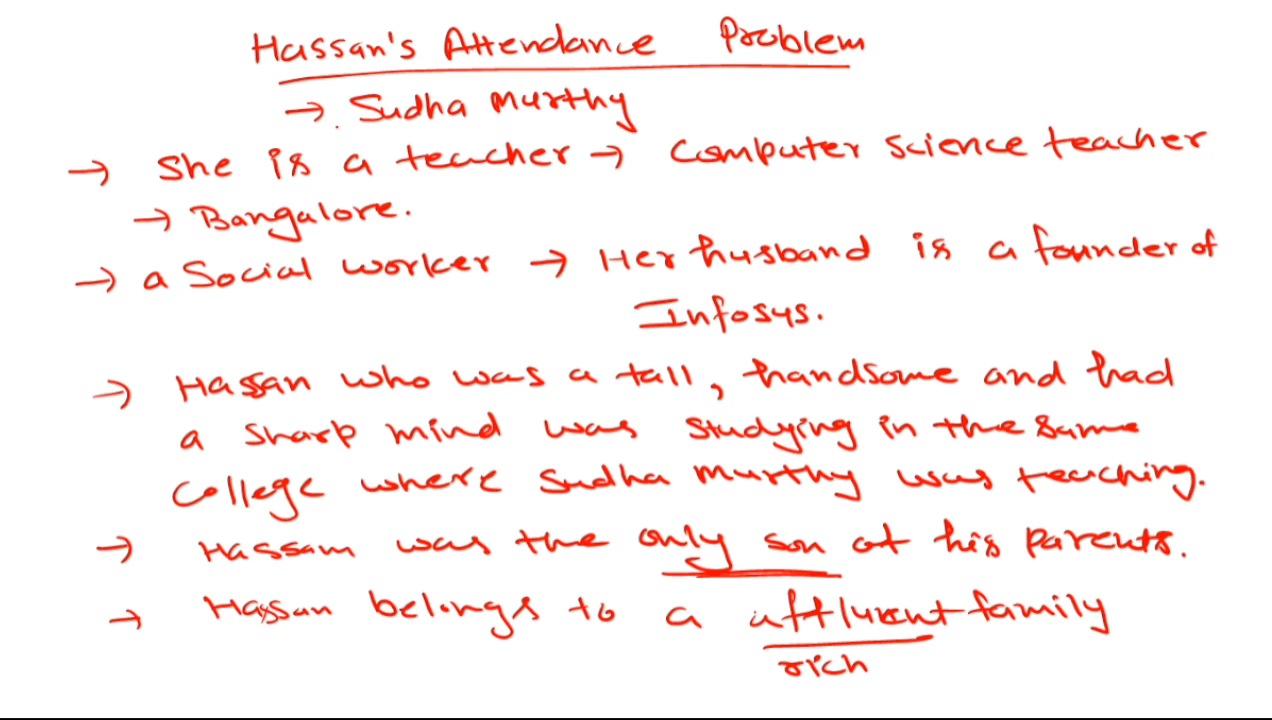 Hassan's Attendance Problem
→ Sudha Murthy
→ She is a teacher → Computer science teacher
→ Bangalore.
→ a Social worker → Her husband is a founder of
Infosys.
→ Hassan who was a tall, handsome and had
a sharp mind was studying in the same
college where Sudha Murthy was teaching.
→ Hassam was the only son of his parents.
→ Hassan belongs to a affluent family
rich